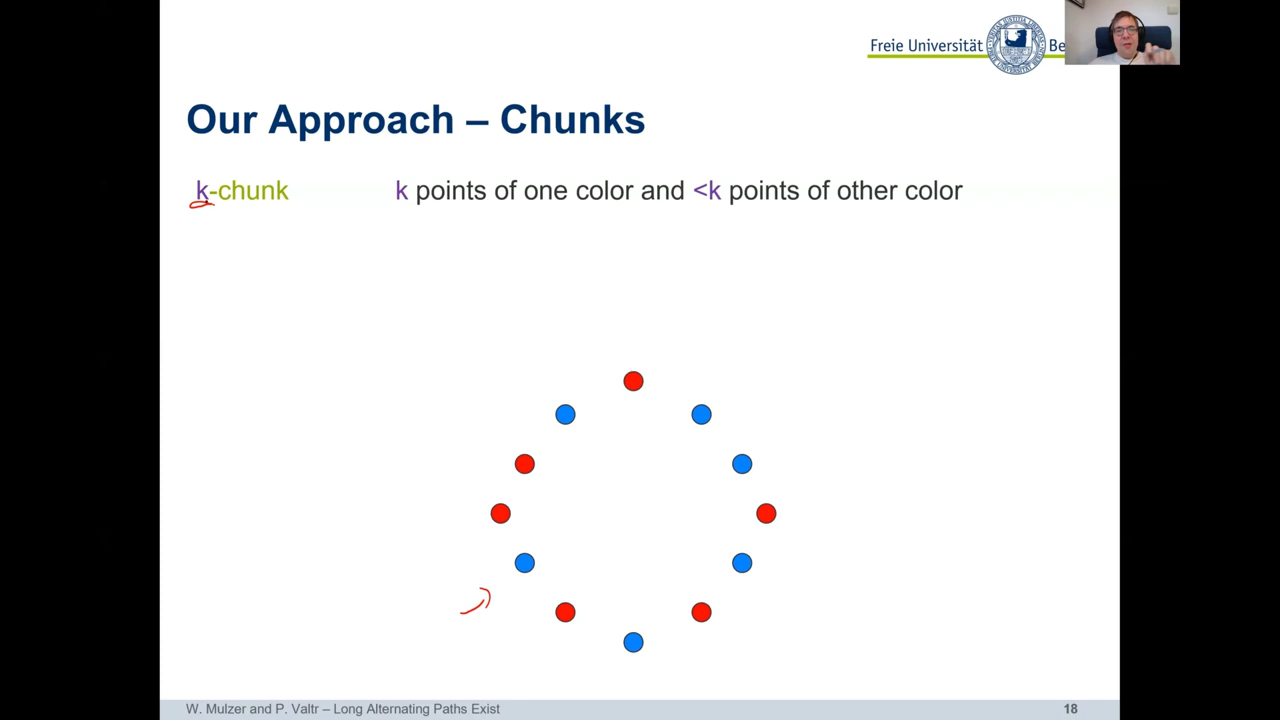 Freie Universität Be
Our Approach – Chunks
k-chunk k points of one color and <k points of other color
W. Mulzer and P. Valtr – Long Alternating Paths Exist 18